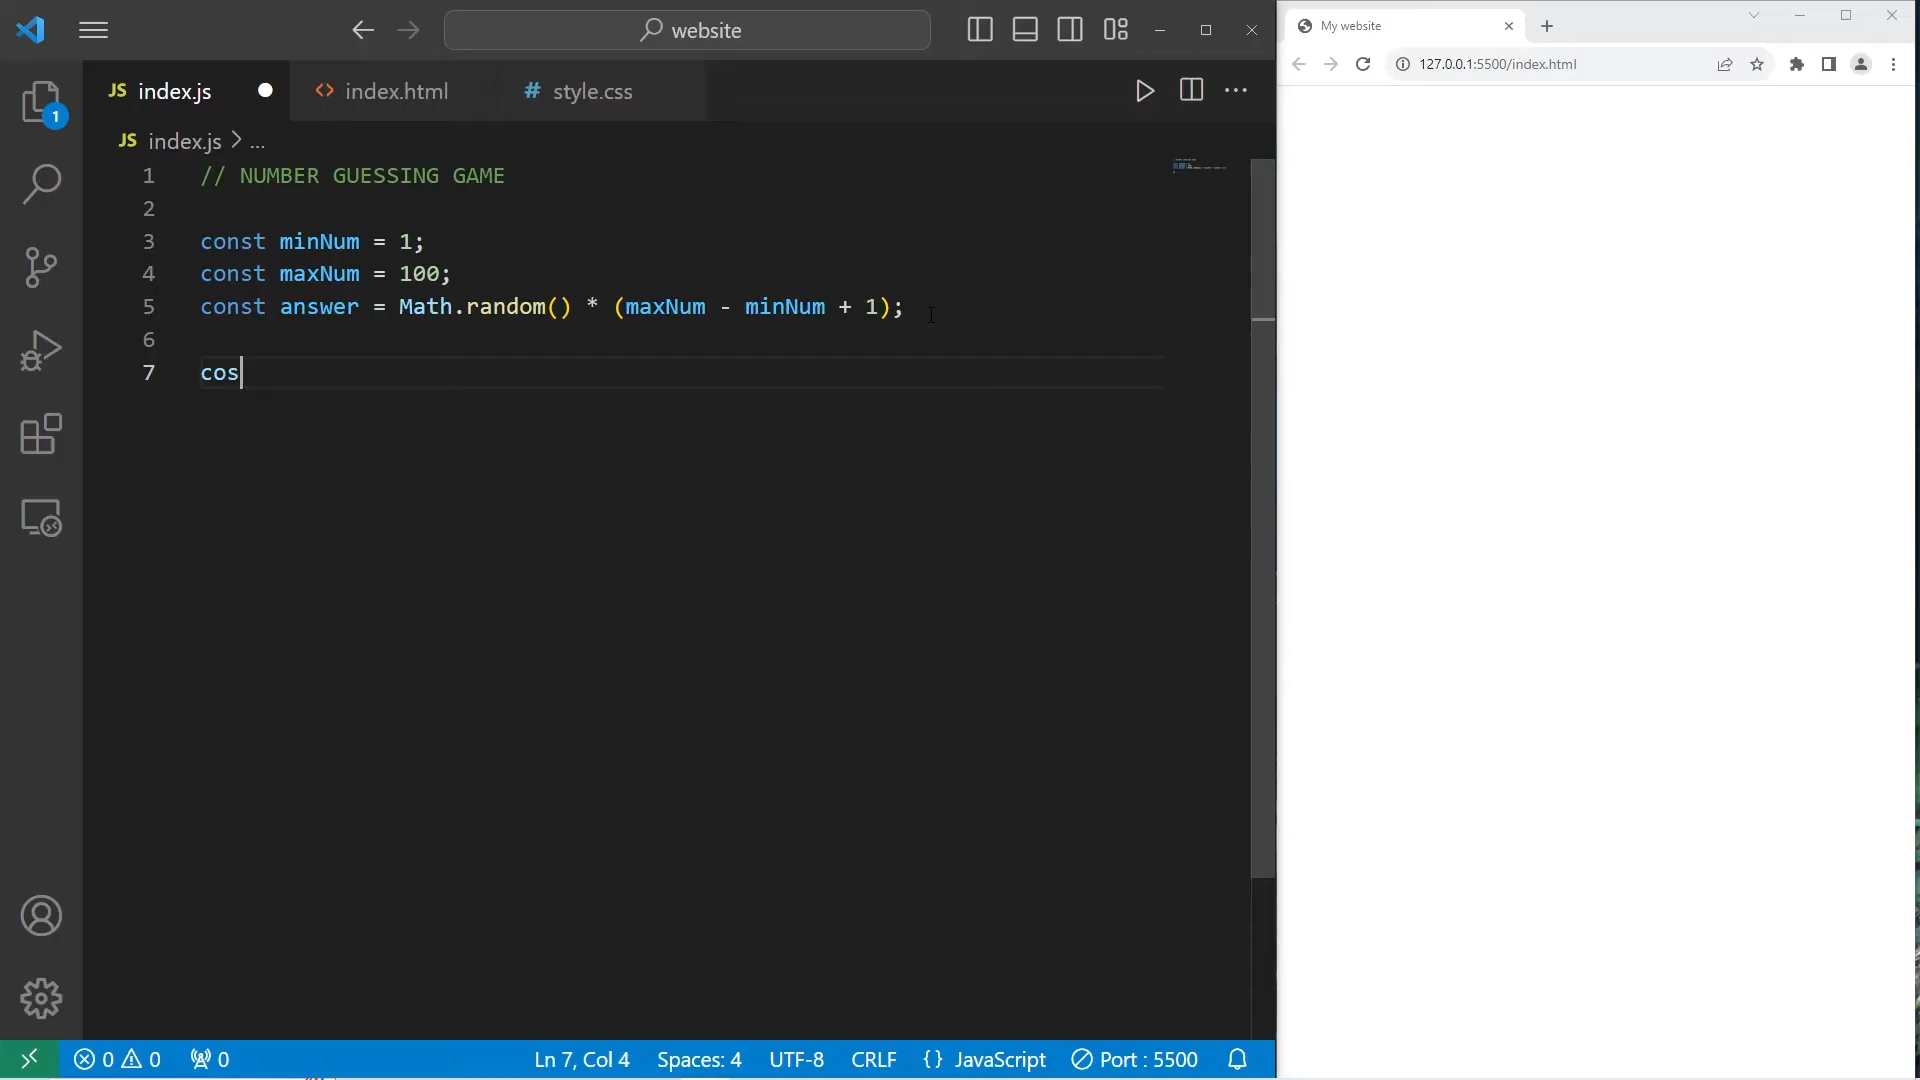 website
My website
127.0.0.1:5500/index.html
JS index.js
<> index.html
# style.css
1
JS index.js > ...
1 // NUMBER GUESSING GAME
2
3 const minNum = 1;
4 const maxNum = 100;
5 const answer = Math.random() * (maxNum - minNum + 1);
6
7 cos
0 0 0 Ln 7, Col 4 Spaces: 4 UTF-8 CRLF {} JavaScript Port : 5500